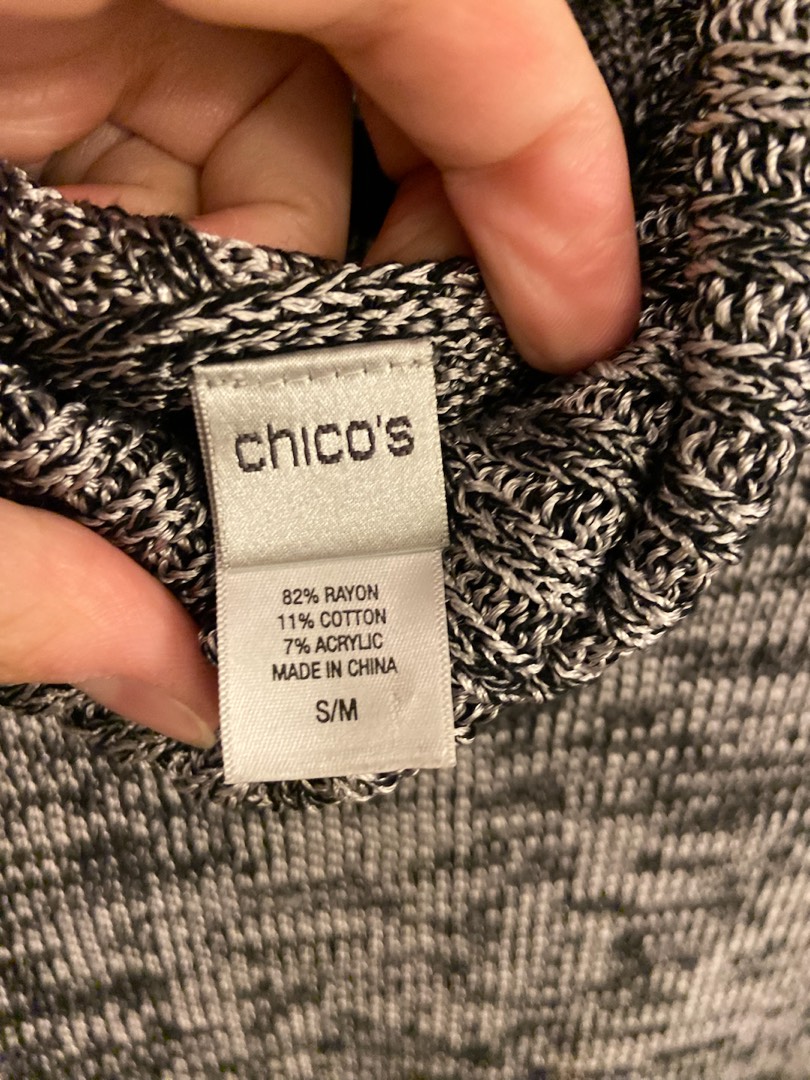 chico's
82% RAYON
11% COTTON
7% ACRYLIC
MADE IN CHINA
S/M